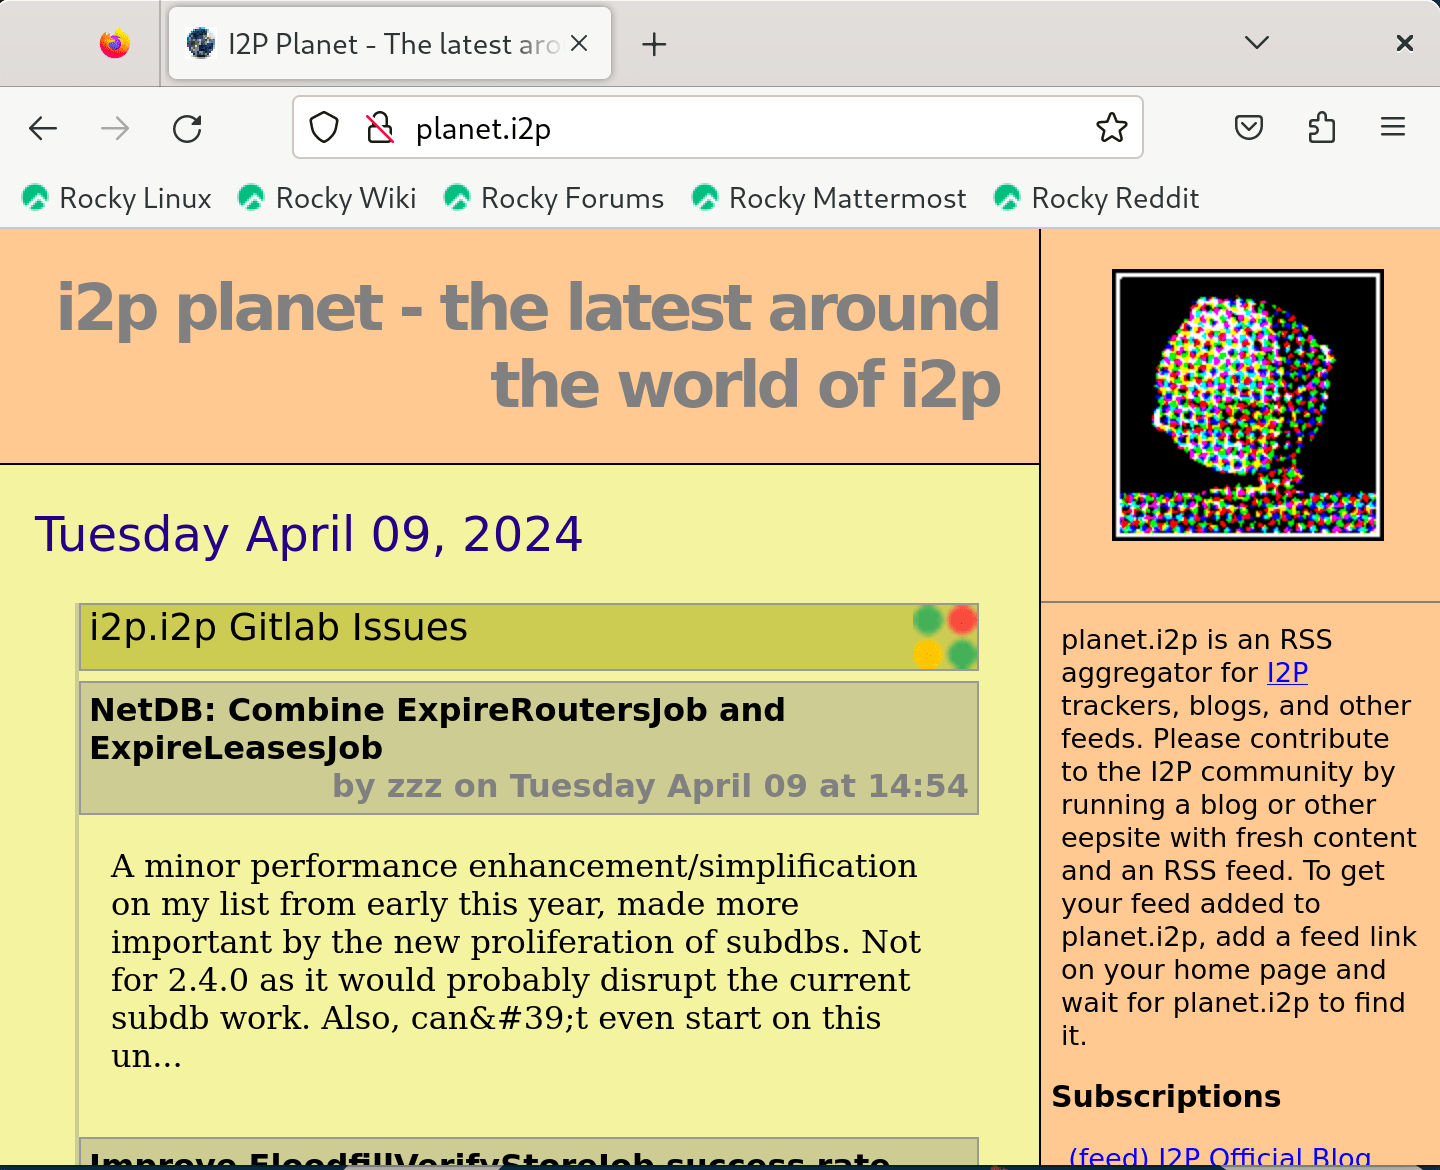 I2P Planet - The latest aro
planet.i2p
Rocky Linux
Rocky Wiki
Rocky Forums
Rocky Mattermost
Rocky Reddit
i2p planet - the latest around
the world of i2p
Tuesday April 09, 2024
i2p.i2p Gitlab Issues
NetDB: Combine ExpireRoutersJob and
ExpireLeasesJob
by zzz on Tuesday April 09 at 14:54
A minor performance enhancement/simplification
on my list from early this year, made more
important by the new proliferation of subdbs. Not
for 2.4.0 as it would probably disrupt the current
subdb work. Also, can&#39;t even start on this
un...
Improve FloodfillVerifyStoreJob success rate
planet.i2p is an RSS
aggregator for I2P
trackers, blogs, and other
feeds. Please contribute
to the I2P community by
running a blog or other
eepsite with fresh content
and an RSS feed. To get
your feed added to
planet.i2p, add a feed link
on your home page and
wait for planet.i2p to find
it.
Subscriptions
(feed) I2P Official Blog